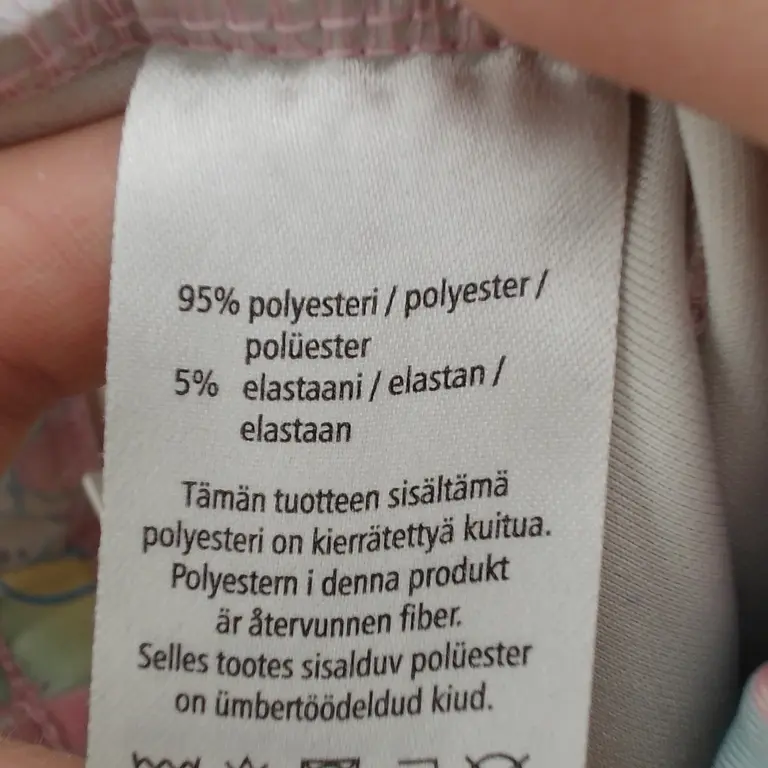 95% polyesteri / polyester /
polüester
5% elastaani / elastan /
elastaan
Tämän tuotteen sisältämä
polyesteri on kierrätettyä kuitua.
Polyestern i denna produkt
är återvunnen fiber.
Selles tootes sisalduv polüester
on ümbertöödeldud kiud.